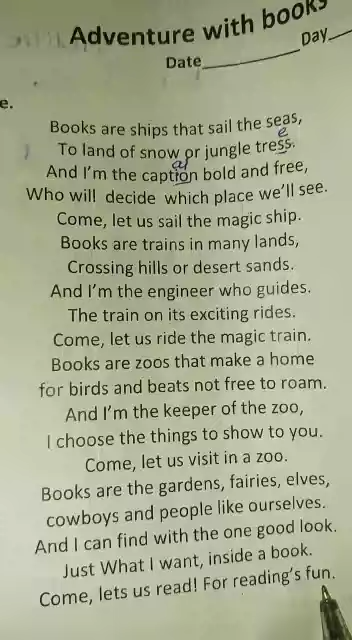 Adventure with books
Day
Date
e.
Books are ships that sail the seas,
To land of snow or jungle tress.
e
And I'm the caption bold and free,
a
Who will decide which place we'll see.
Come, let us sail the magic ship.
Books are trains in many lands,
Crossing hills or desert sands.
And I'm the engineer who guides.
The train on its exciting rides.
Come, let us ride the magic train.
Books are zoos that make a home
for birds and beats not free to roam.
And I'm the keeper of the zoo,
I choose the things to show to you.
Come, let us visit in a zoo.
Books are the gardens, fairies, elves,
cowboys and people like ourselves.
And I can find with the one good look.
Just What I want, inside a book.
Come, lets us read! For reading's fun.